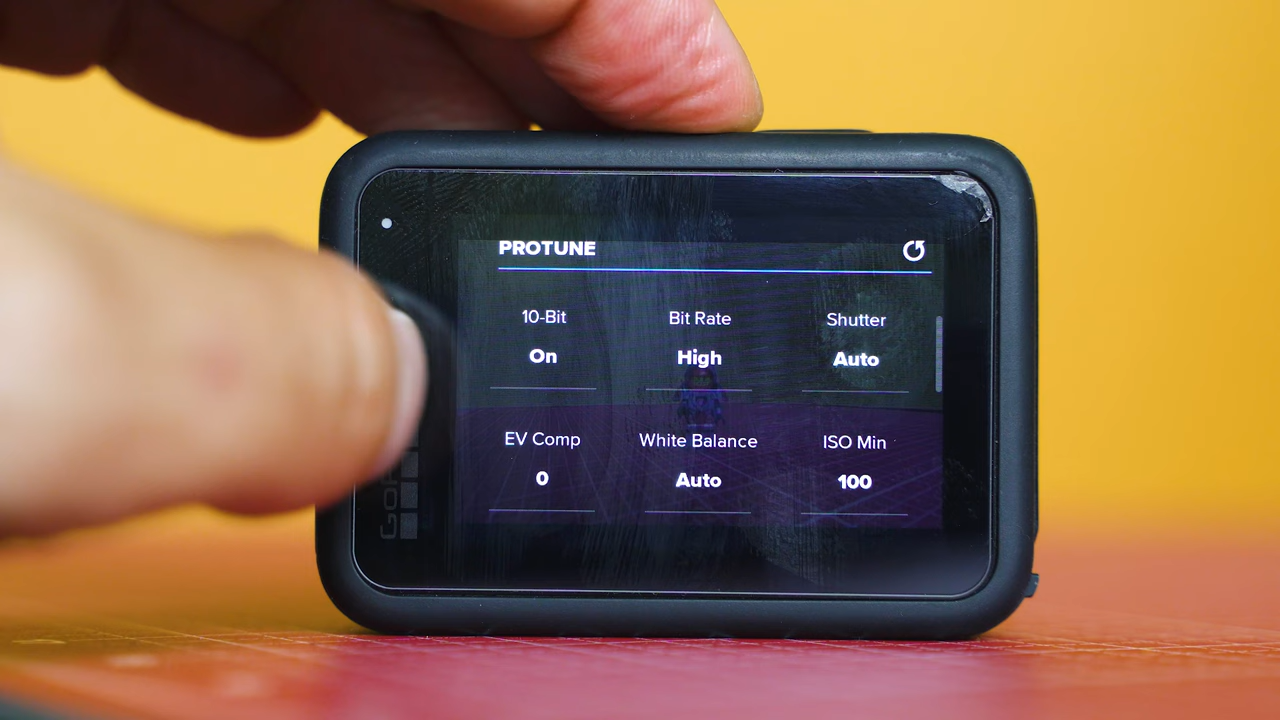 PROTUNE
10-Bit Bit Rate Shutter
On High Auto
EV Comp White Balance ISO Min
0 Auto 100